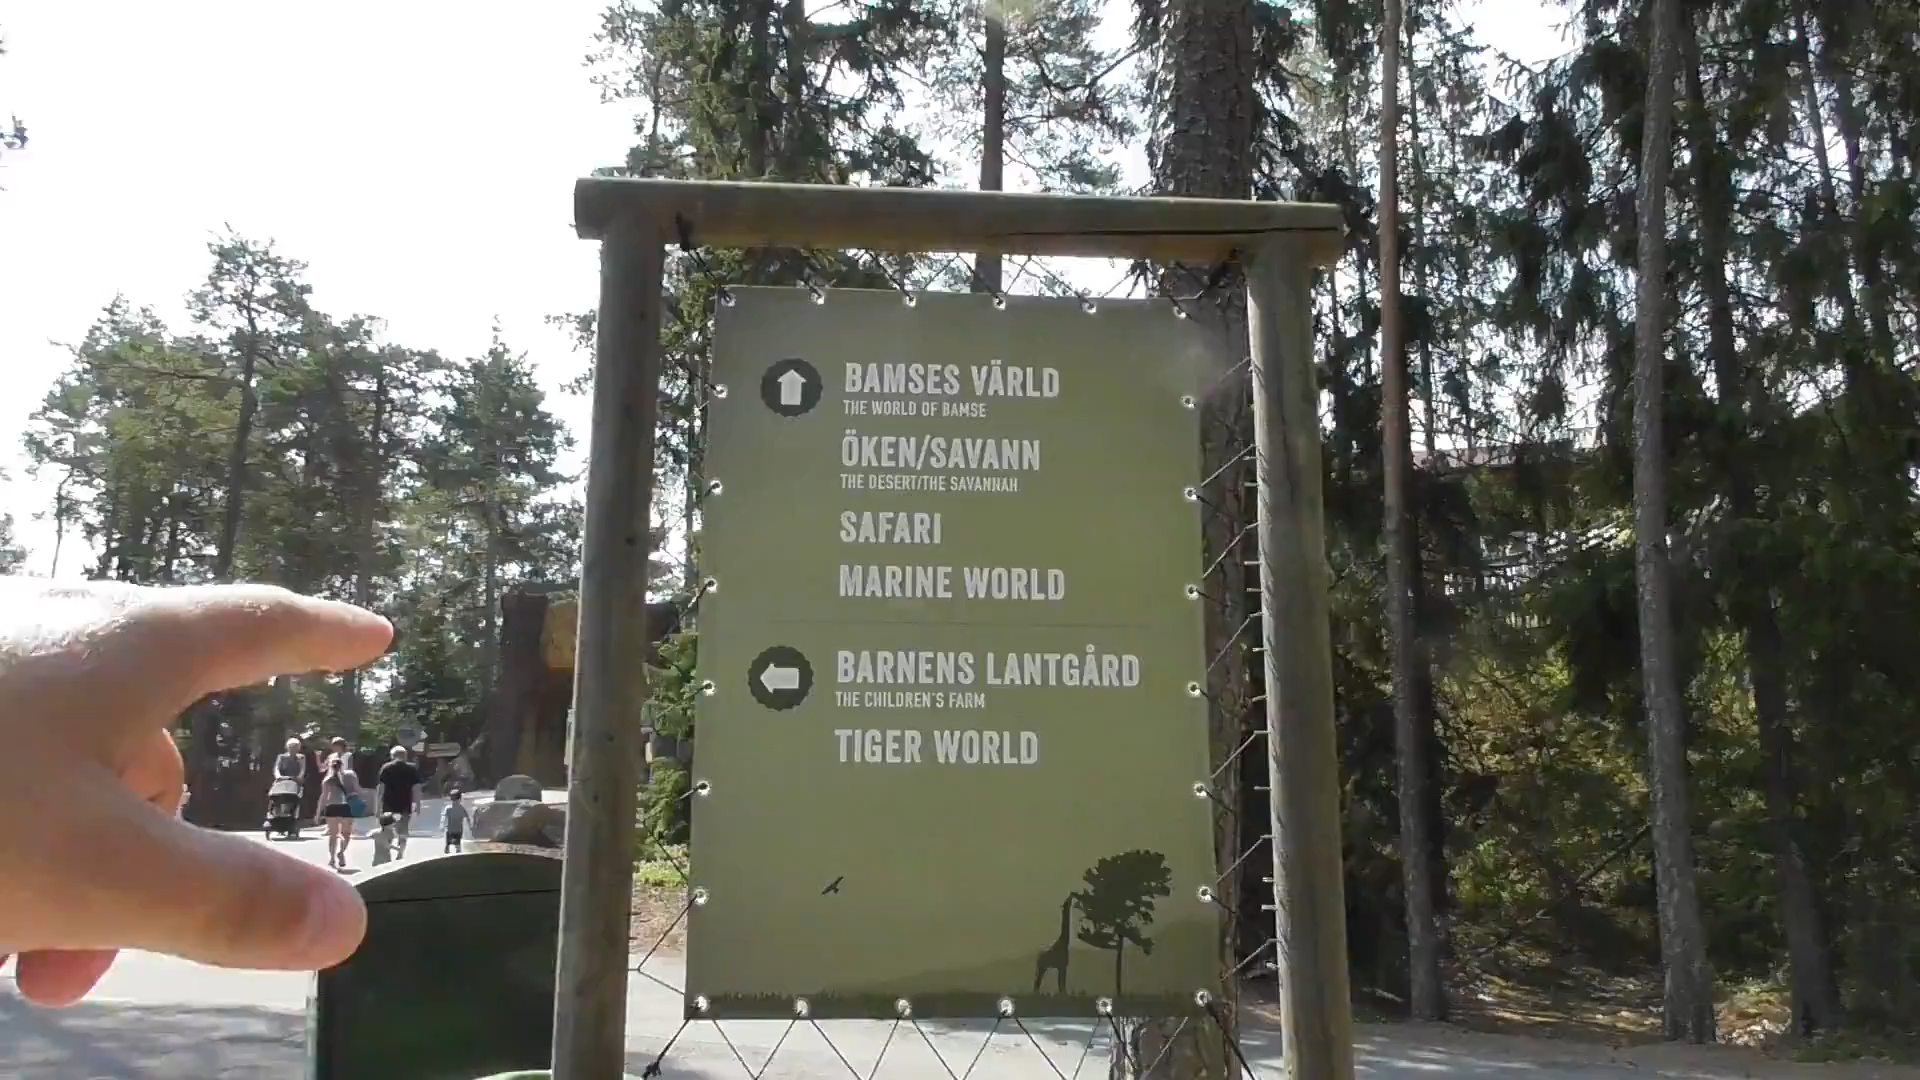 BAMSES VÄRLD
THE WORLD OF BAMSE
ÖKEN/SAVANN
THE DESERT/THE SAVANNAH
SAFARI
MARINE WORLD
BARNENS LANTGÅRD
THE CHILDREN'S FARM
TIGER WORLD